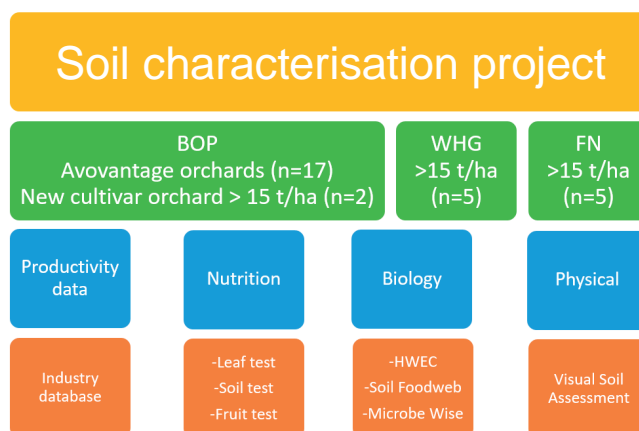 Soil characterisation project
BOP
Avovantage orchards (n=17)
New cultivar orchard > 15 t/ha (n=2)
WHG
>15 t/ha
(n=5)
FN
>15 t/ha
(n=5)
Productivity
data
Nutrition
Biology
Physical
Industry
database
-Leaf test
-Soil test
-Fruit test
-HWEC
-Soil Foodweb
-Microbe Wise
Visual Soil
Assessment